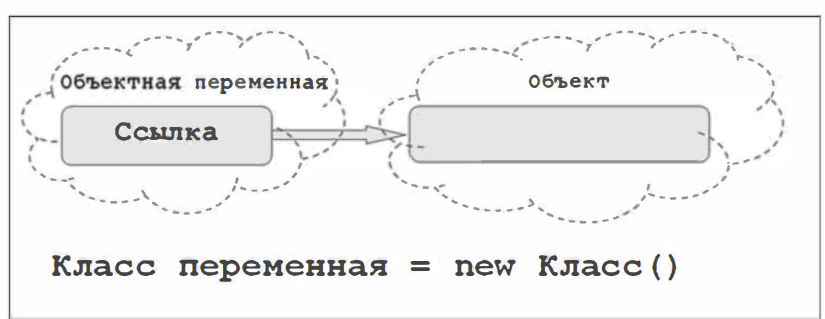 Объектная переменная
Объект
Ссылка
Класс переменная = new Класс()